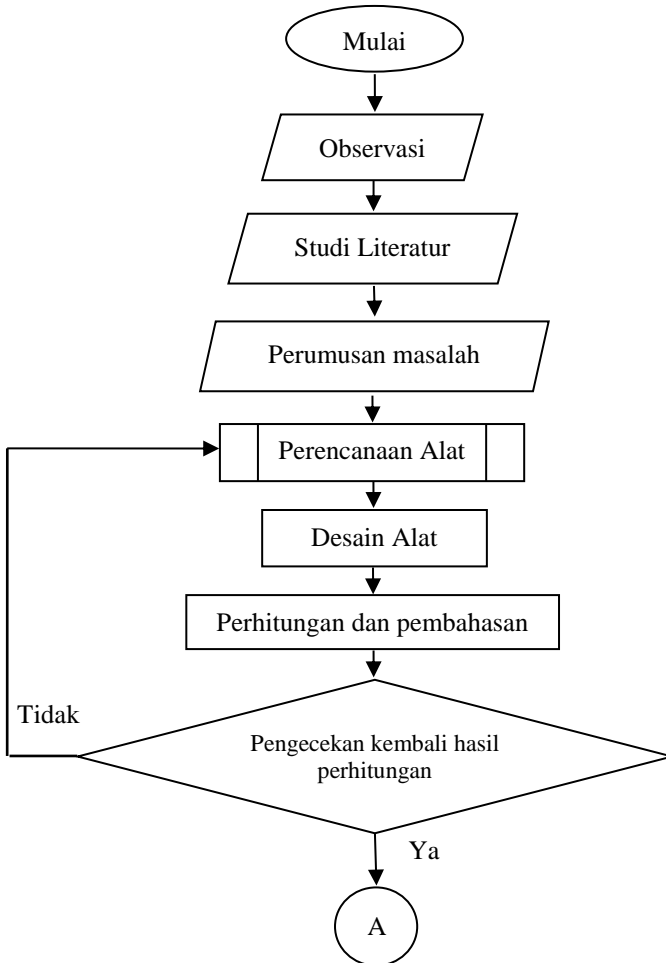 Mulai
Observasi
Studi Literatur
Perumusan masalah
Perencanaan Alat
Desain Alat
Perhitungan dan pembahasan
Tidak
Pengecekan kembali hasil
perhitungan
Ya
A